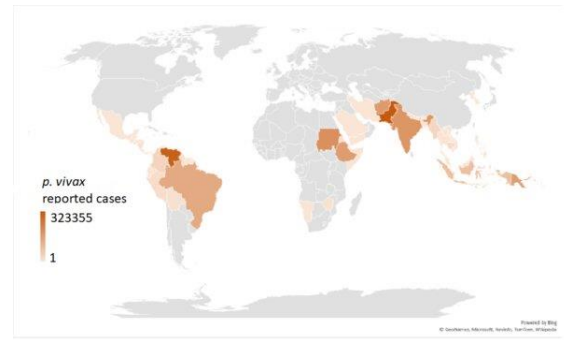 p. vivax
reported cases
323355
1
Powered by Bing
© GeoNames, Microsoft, Navinfo, TomTom, Wikipedia